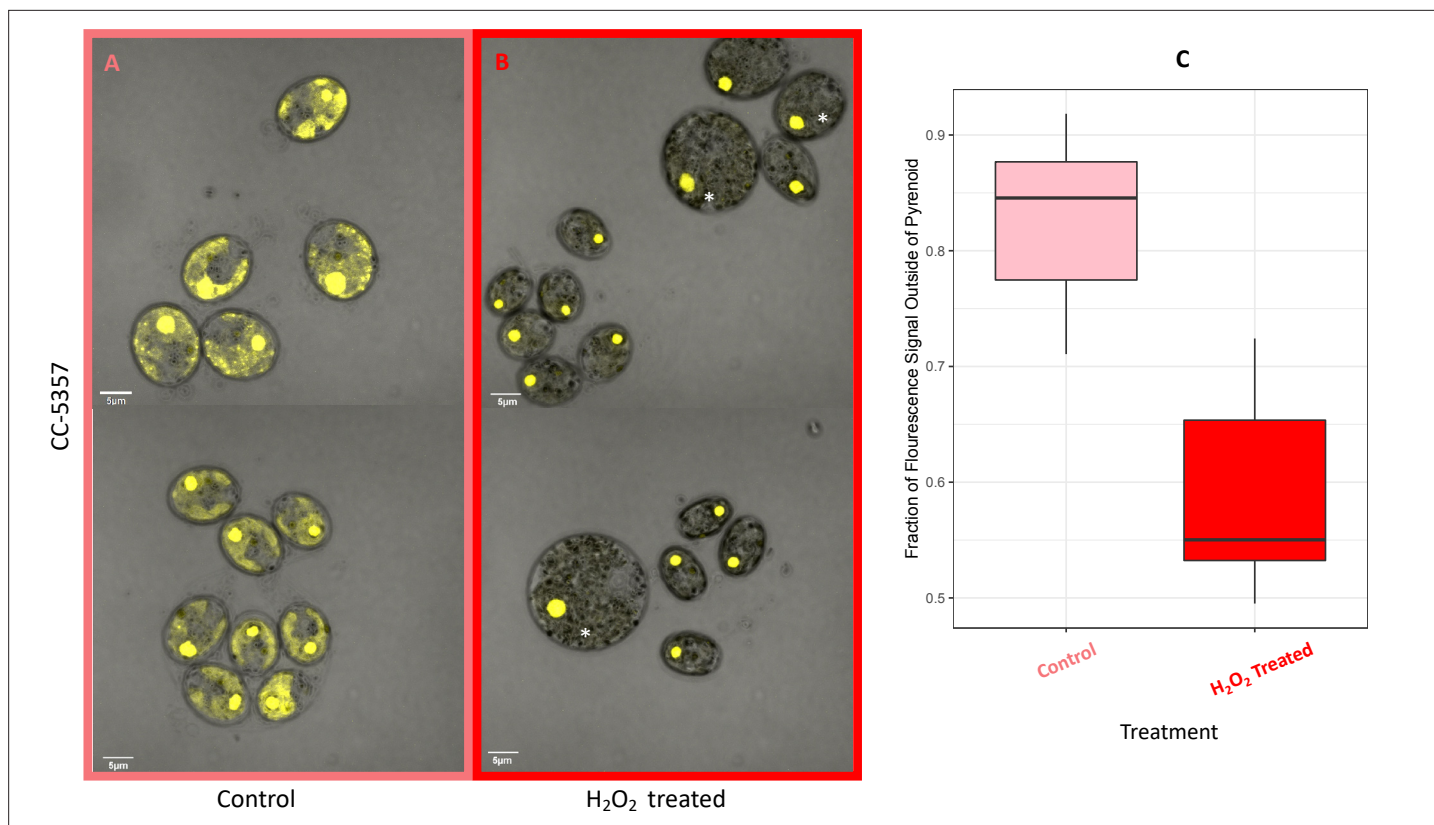 A
B
*
*
5µm
5µm
*
5µm
5µm
CC-5357
Control
H₂O₂ treated
C
Fraction of Flourescence Signal Outside of Pyrenoid
0.9
0.8
0.7
0.6
0.5
Control
H₂O₂ Treated
Treatment